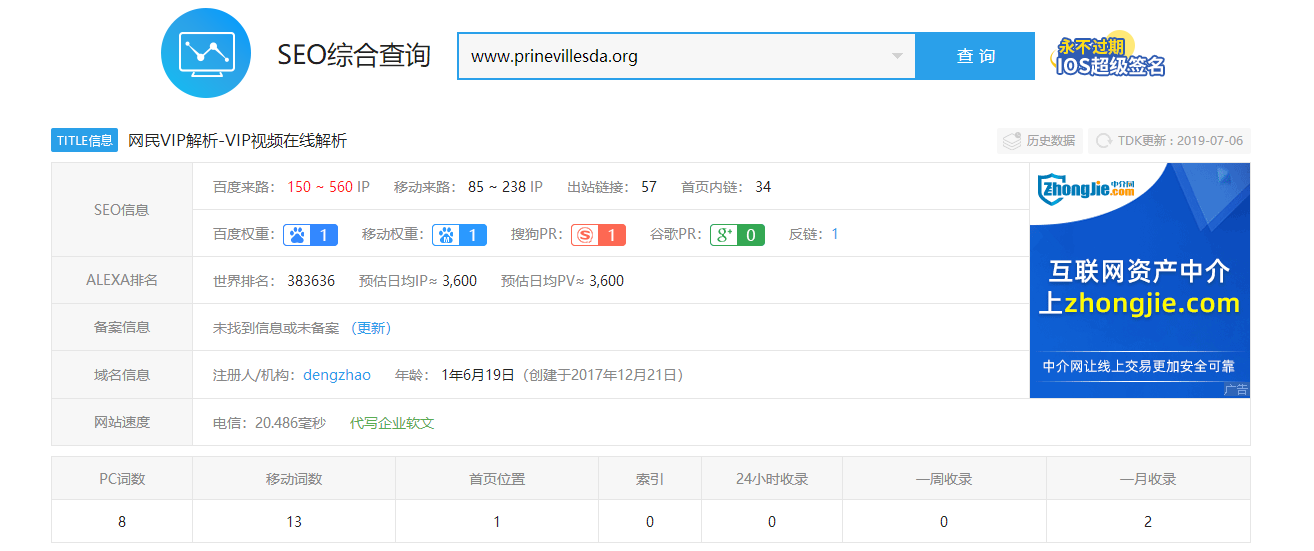 SEO综合查询
www.prinevillesda.org
查 询
永不过期
IOS超级签名
TITLE信息 网民VIP解析-VIP视频在线解析
历史数据
TDK更新：2019-07-06
SEO信息
百度来路： 150 ~ 560 IP 移动来路： 85 ~ 238 IP 出站链接： 57 首页内链： 34
百度权重： 1 移动权重： 1 搜狗PR： S 1 谷歌PR： g+ 0 反链： 1
ALEXA排名
世界排名： 383636 预估日均IP≈ 3,600 预估日均PV≈ 3,600
备案信息
未找到信息或未备案 （更新）
域名信息
注册人/机构：dengzhao 年龄： 1年6月19日（创建于2017年12月21日）
网站速度
电信：20.486毫秒 代写企业软文
ZhongJie中介网.com
互联网资产中介
上zhongjie.com
中介网让线上交易更加安全可靠
广告
PC词数 移动词数 首页位置 索引 24小时收录 一周收录 一月收录
8 13 1 0 0 0 2